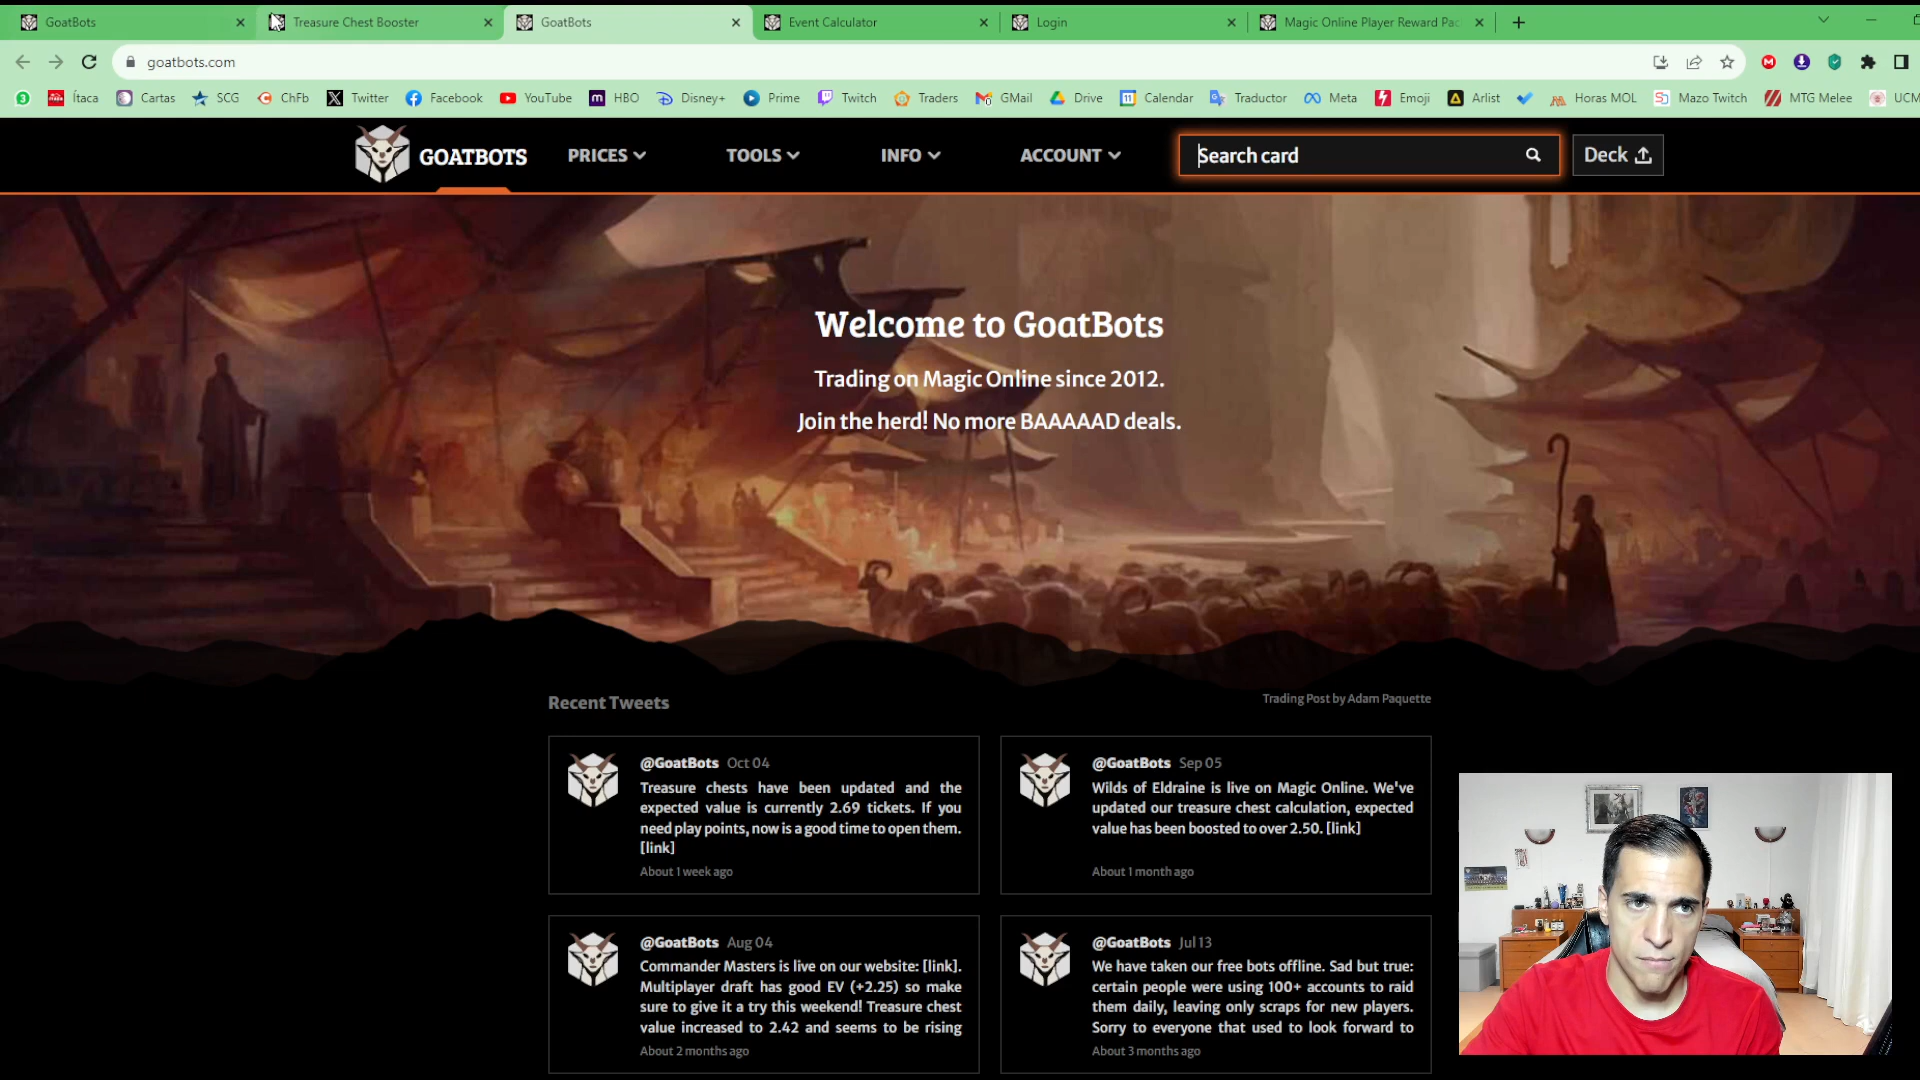 GoatBots
Treasure Chest Booster
GoatBots
Event Calculator
Login
Magic Online Player Reward Pac
goatbots.com
3 Ítaca Cartas SCG ChFb Twitter Facebook YouTube HBO Disney+ Prime Twitch Traders GMail Drive 11 Calendar Traductor Meta Emoji Arlist Horas MOL Mazo Twitch MTG Melee UCM
GOATBOTS PRICES TOOLS INFO ACCOUNT Search card Deck
Welcome to GoatBots
Trading on Magic Online since 2012.
Join the herd! No more BAAAAAD deals.
Recent Tweets
Trading Post by Adam Paquette
@GoatBots Oct 04
Treasure chests have been updated and the
expected value is currently 2.69 tickets. If you
need play points, now is a good time to open them.
[link]
About 1 week ago
@GoatBots Sep 05
Wilds of Eldraine is live on Magic Online. We've
updated our treasure chest calculation, expected
value has been boosted to over 2.50. [link]
About 1 month ago
@GoatBots Aug 04
Commander Masters is live on our website: [link].
Multiplayer draft has good EV (+2.25) so make
sure to give it a try this weekend! Treasure chest
value increased to 2.42 and seems to be rising
About 2 months ago
@GoatBots Jul 13
We have taken our free bots offline. Sad but true:
certain people were using 100+ accounts to raid
them daily, leaving only scraps for new players.
Sorry to everyone that used to look forward to
About 3 months ago